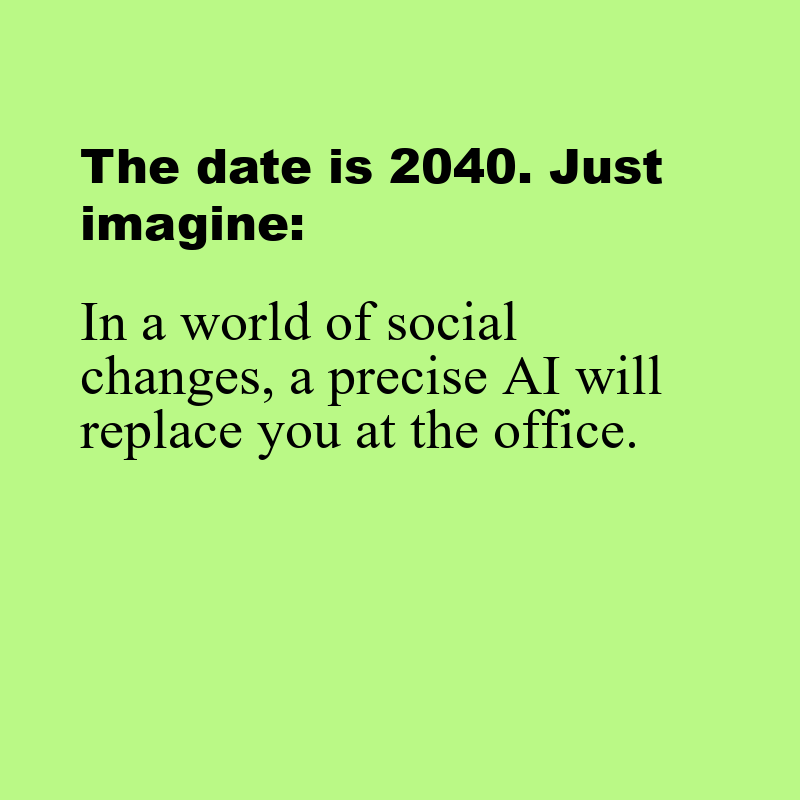 The date is 2040. Just
imagine:
In a world of social
changes, a precise AI will
replace you at the office.